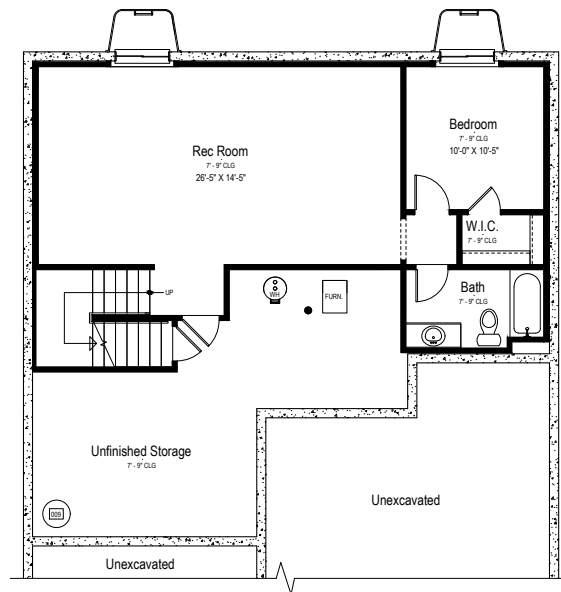 Rec Room
7' - 9" CLG
26'-5" X 14'-5"
Bedroom
7' - 9" CLG
10'-0" X 10'-5"
W.I.C.
7' - 9" CLG
UP
WH
FURN.
Bath
7' - 9" CLG
Unfinished Storage
7' - 9" CLG
Unexcavated
Unexcavated